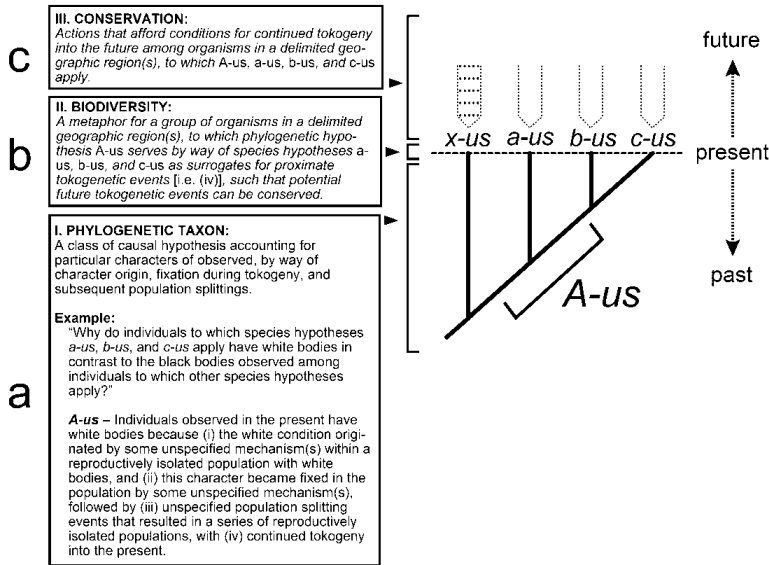 c
III. CONSERVATION:
Actions that afford conditions for continued tokogeny
into the future among organisms in a delimited geo-
graphic region(s), to which A-us, a-us, b-us, and c-us
apply.
b
II. BIODIVERSITY:
A metaphor for a group of organisms in a delimited
geographic region(s), to which phylogenetic hypo-
thesis A-us serves by way of species hypotheses a-
us, b-us, and c-us as surrogates for proximate
tokogenetic events [i.e. (iv)], such that potential
future tokogenetic events can be conserved.
a
I. PHYLOGENETIC TAXON:
A class of causal hypothesis accounting for
particular characters of observed, by way of
character origin, fixation during tokogeny, and
subsequent population splittings.
Example:
“Why do individuals to which species hypotheses
a-us, b-us, and c-us apply have white bodies in
contrast to the black bodies observed among
individuals to which other species hypotheses
apply?”
A-us – Individuals observed in the present have
white bodies because (i) the white condition origi-
nated by some unspecified mechanism(s) within a
reproductively isolated population with white
bodies, and (ii) this character became fixed in the
population by some unspecified mechanism(s),
followed by (iii) unspecified population splitting
events that resulted in a series of reproductively
isolated populations, with (iv) continued tokogeny
into the present.
x-us a-us b-us c-us
A-us
future
present
past